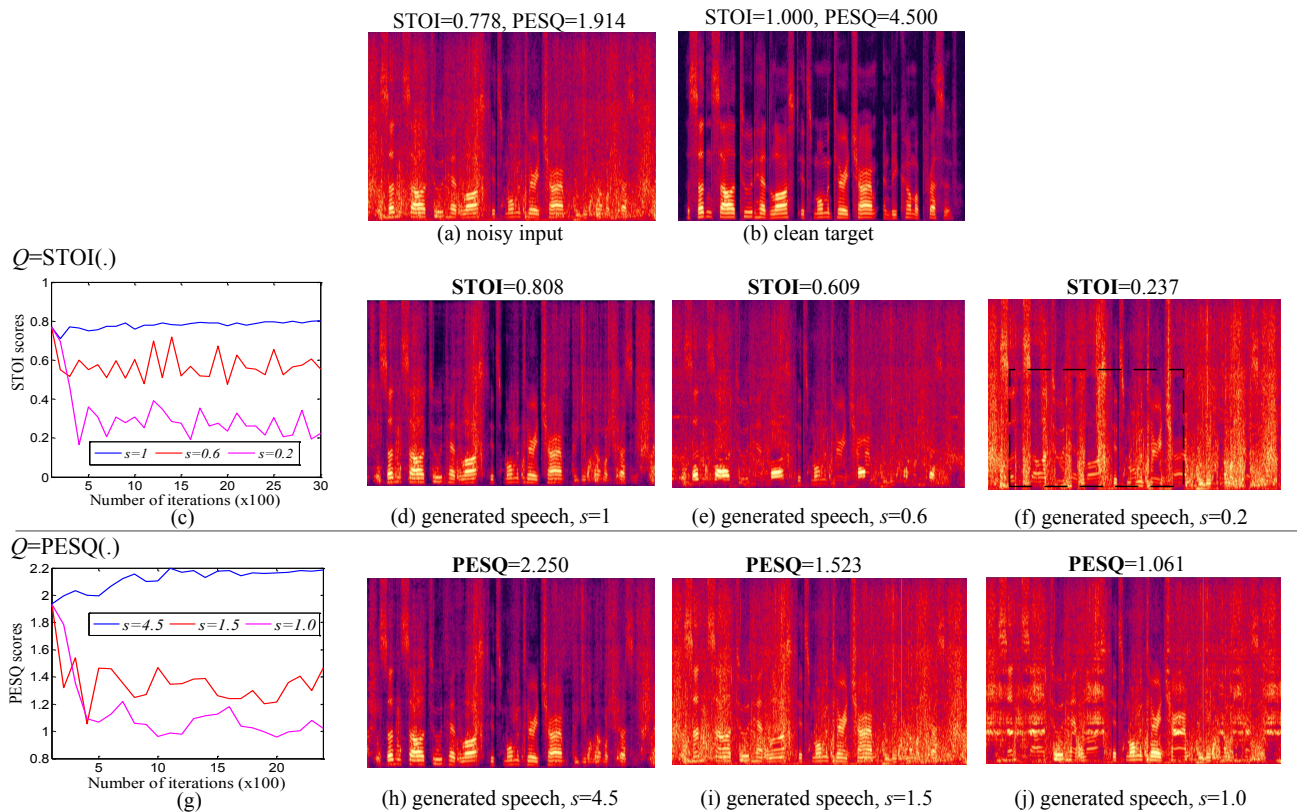 STOI=0.778, PESQ=1.914
STOI=1.000, PESQ=4.500
(a) noisy input
(b) clean target
Q=STOI(.)
STOI=0.808
STOI=0.609
STOI=0.237
1
0.8
0.6
0.4
0.2
0
STOI scores
s=1
s=0.6
s=0.2
5
10
15
20
25
30
Number of iterations (x100)
(c)
(d) generated speech, s=1
(e) generated speech, s=0.6
(f) generated speech, s=0.2
Q=PESQ(.)
PESQ=2.250
PESQ=1.523
PESQ=1.061
2.2
2
1.8
1.6
1.4
1.2
1
0.8
PESQ scores
s=4.5
s=1.5
s=1.0
5
10
15
20
Number of iterations (x100)
(g)
(h) generated speech, s=4.5
(i) generated speech, s=1.5
(j) generated speech, s=1.0